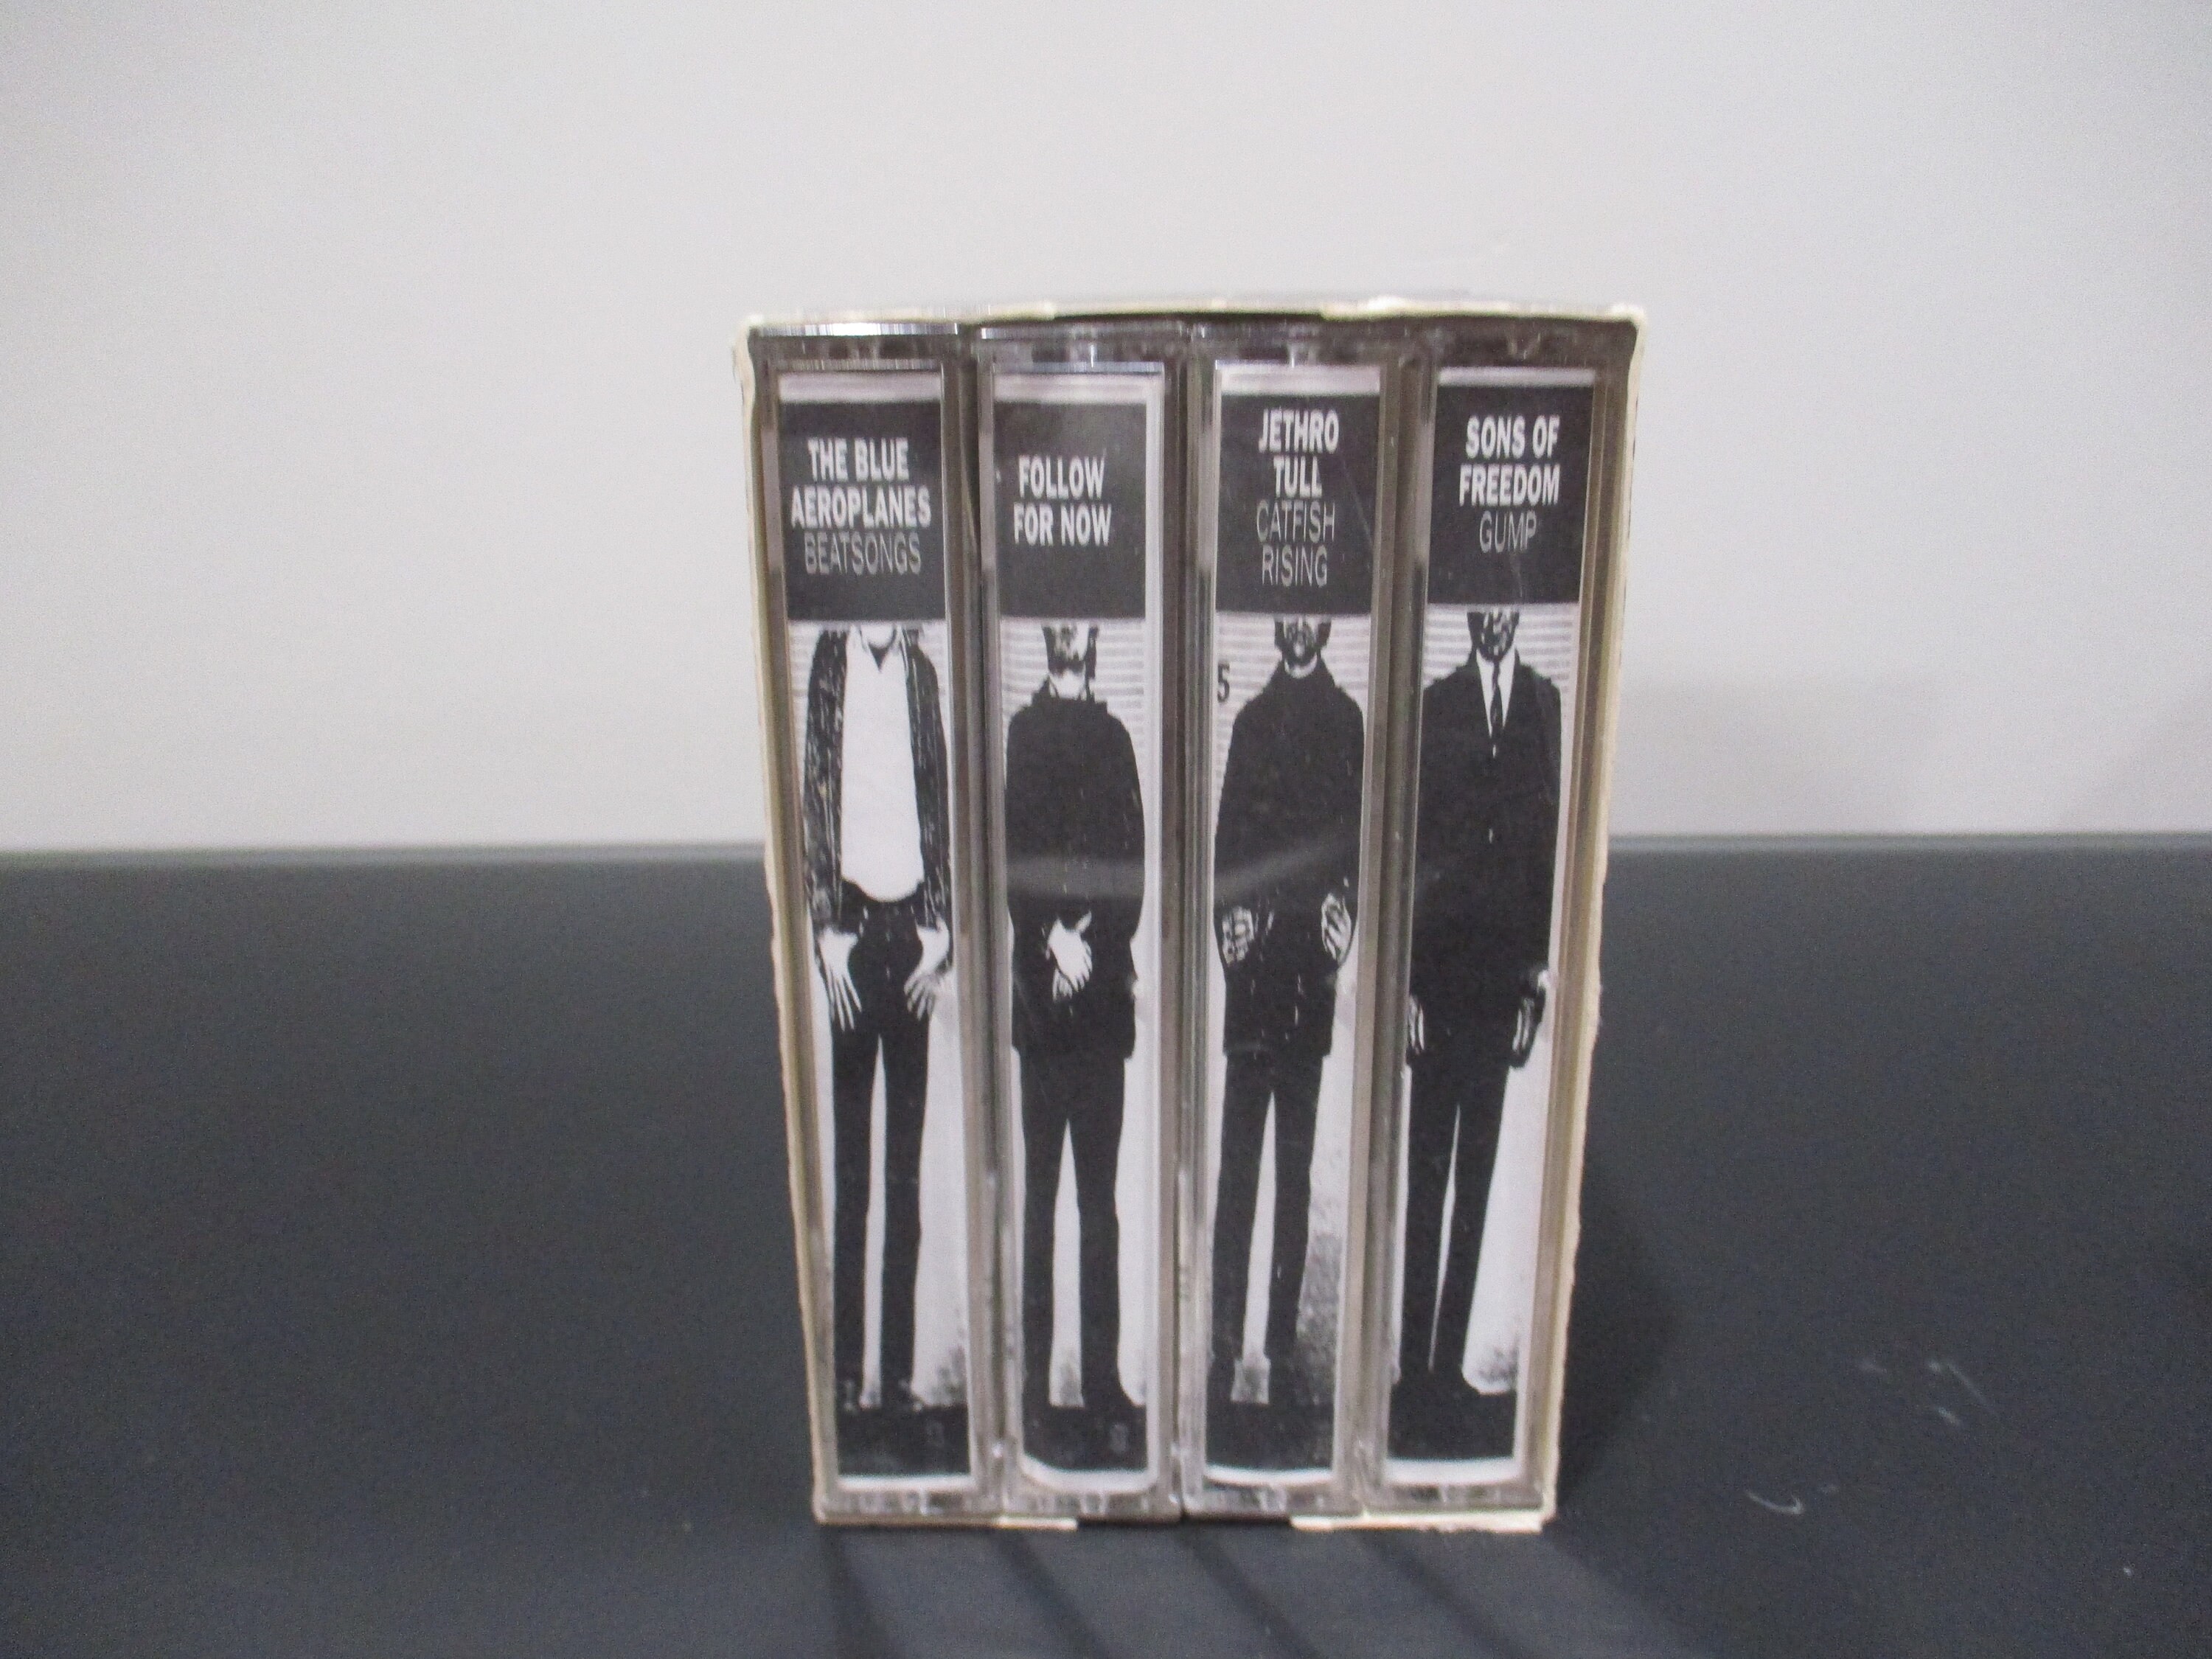 THE BLUE
AEROPLANES
BEATSONGS
FOLLOW
FOR NOW
JETHRO
TULL
CATFISH
RISING
SONS OF
FREEDOM
GUMP
5